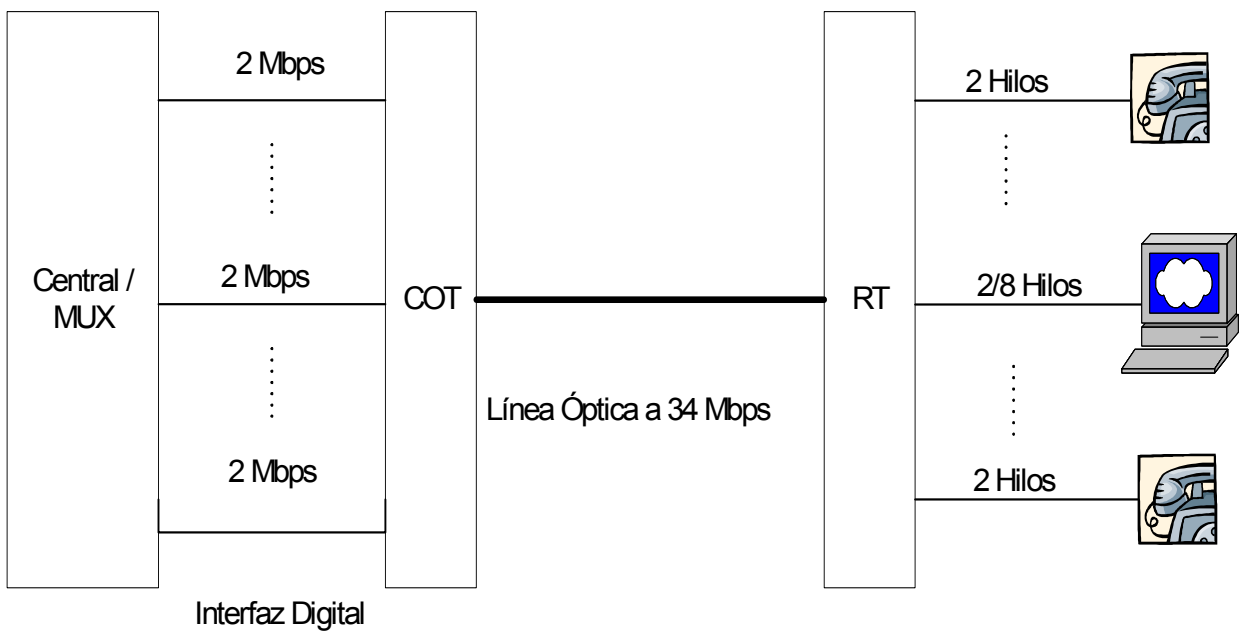 2 Mbps
2 Hilos
Central /
MUX
2 Mbps
COT
RT
2/8 Hilos
Línea Óptica a 34 Mbps
2 Mbps
2 Hilos
Interfaz Digital